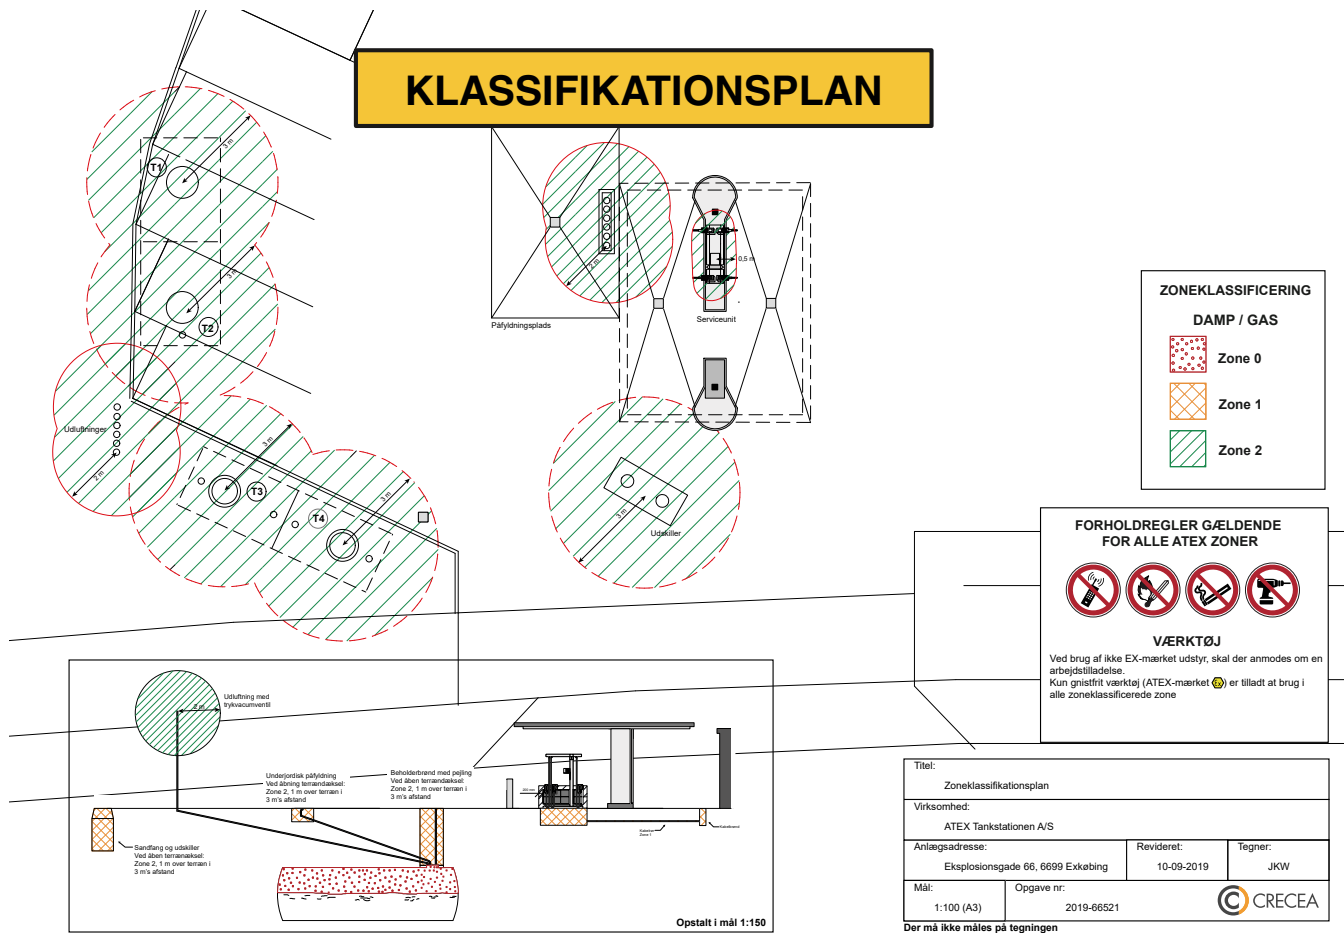 KLASSIFIKATIONSPLAN
3 m
T1
3 m
T2
2 m
Påfyldningsplads
0,5 m
Serviceunit
Udluftninger
2 m
3 m
T3
T4
3 m
3 m
Udskiller
ZONEKLASSIFICERING
DAMP / GAS
Zone 0
Zone 1
Zone 2
FORHOLDREGLER GÆLDENDE
FOR ALLE ATEX ZONER
VÆRKTØJ
Ved brug af ikke EX-mærket udstyr, skal der anmodes om en
arbejdstilladelse.
Kun gnistfrit værktøj (ATEX-mærket Ex) er tilladt at brug i
alle zoneklassificerede zone
Udluftning med
trykvacumventil
2 m
Underjordisk påfyldning
Ved åbning terrændæksel:
Zone 2, 1 m over terræn i
3 m's afstand
Beholderbrønd med pejling
Ved åben terrændæksel:
Zone 2, 1 m over terræn i
3 m's afstand
Sandfang og udskiller
Ved åben terrænæksel:
Zone 2, 1 m over terræn i
3 m's afstand
Zone 1
Opstalt i mål 1:150
Titel:
Zoneklassifikationsplan
Virksomhed:
ATEX Tankstationen A/S
Anlægsadresse:
Eksplosionsgade 66, 6699 Exkøbing
Revideret:
10-09-2019
Tegner:
JKW
Mål:
1:100 (A3)
Opgave nr:
2019-66521
CRECEA
Der må ikke måles på tegningen